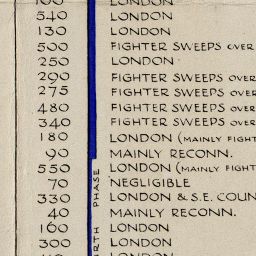 100 LONDON
540 LONDON
130 LONDON
500 FIGHTER SWEEPS OVER
250 LONDON
290 FIGHTER SWEEPS OVER
275 FIGHTER SWEEPS OVER
480 FIGHTER SWEEPS OVER
340 FIGHTER SWEEPS OVER
180 LONDON (MAINLY FIGHT
90 MAINLY RECONN.
550 LONDON (MAINLY FIGHT
70 NEGLIGIBLE
330 LONDON & S.E. COUN
40 MAINLY RECONN.
160 LONDON
300 LONDON
LONDON
RTH PHASE